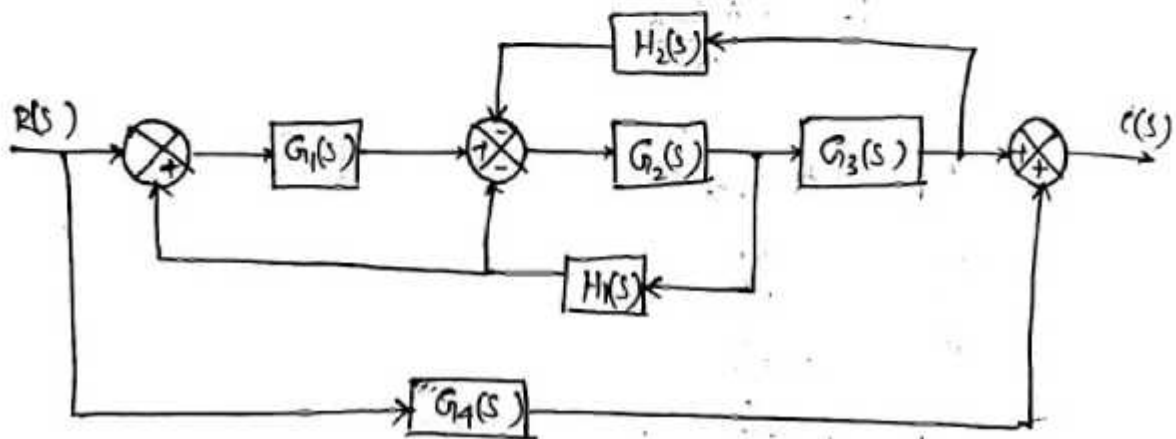 H₂(S)
R(S)
C(S)
+
G₁(S)
+
-
-
G₂(S)
G₃(S)
+
+
H₁(S)
G₄(S)